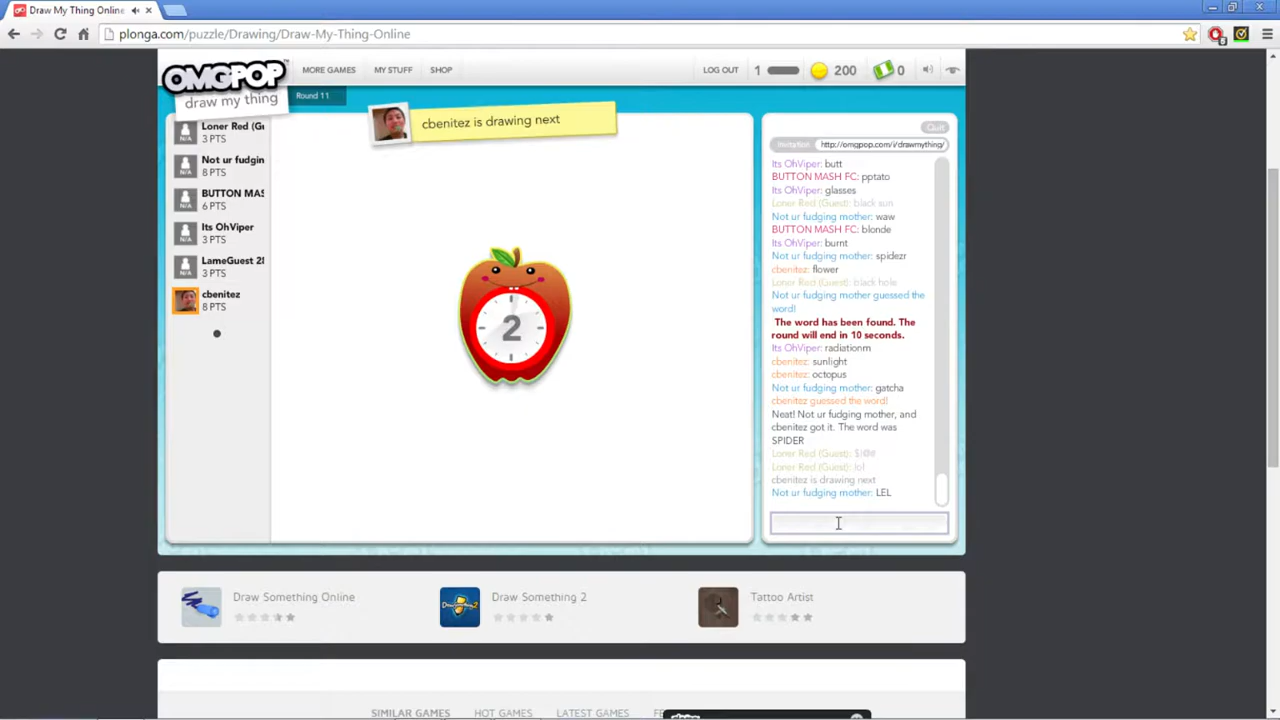 Draw My Thing Online
plonga.com/puzzle/Drawing/Draw-My-Thing-Online
OMGPOP
draw my thing
MORE GAMES
MY STUFF
SHOP
LOG OUT
1
200
0
Round 11
cbenitez is drawing next
Loner Red (Gu
3 PTS
Not ur fudgin
8 PTS
BUTTON MAS
6 PTS
Its OhViper
3 PTS
LameGuest 28
3 PTS
cbenitez
8 PTS
2
Quit
Invitation
http://omgpop.com/i/drawmything/
Its OhViper: butt
BUTTON MASH FC: pptato
Its OhViper: glasses
Loner Red (Guest): black sun
Not ur fudging mother: waw
BUTTON MASH FC: blonde
Its OhViper: burnt
Not ur fudging mother: spidezr
cbenitez: flower
Loner Red (Guest): black hole
Not ur fudging mother guessed the
word!
The word has been found. The
round will end in 10 seconds.
Its OhViper: radiationm
cbenitez: sunlight
cbenitez: octopus
Not ur fudging mother: gatcha
cbenitez guessed the word!
Neat! Not ur fudging mother, and
cbenitez got it. The word was
SPIDER
Loner Red (Guest): $!@#
Loner Red (Guest): lol
cbenitez is drawing next
Not ur fudging mother: LEL
Draw Something Online
Draw Something 2
Tattoo Artist
SIMILAR GAMES
HOT GAMES
LATEST GAMES